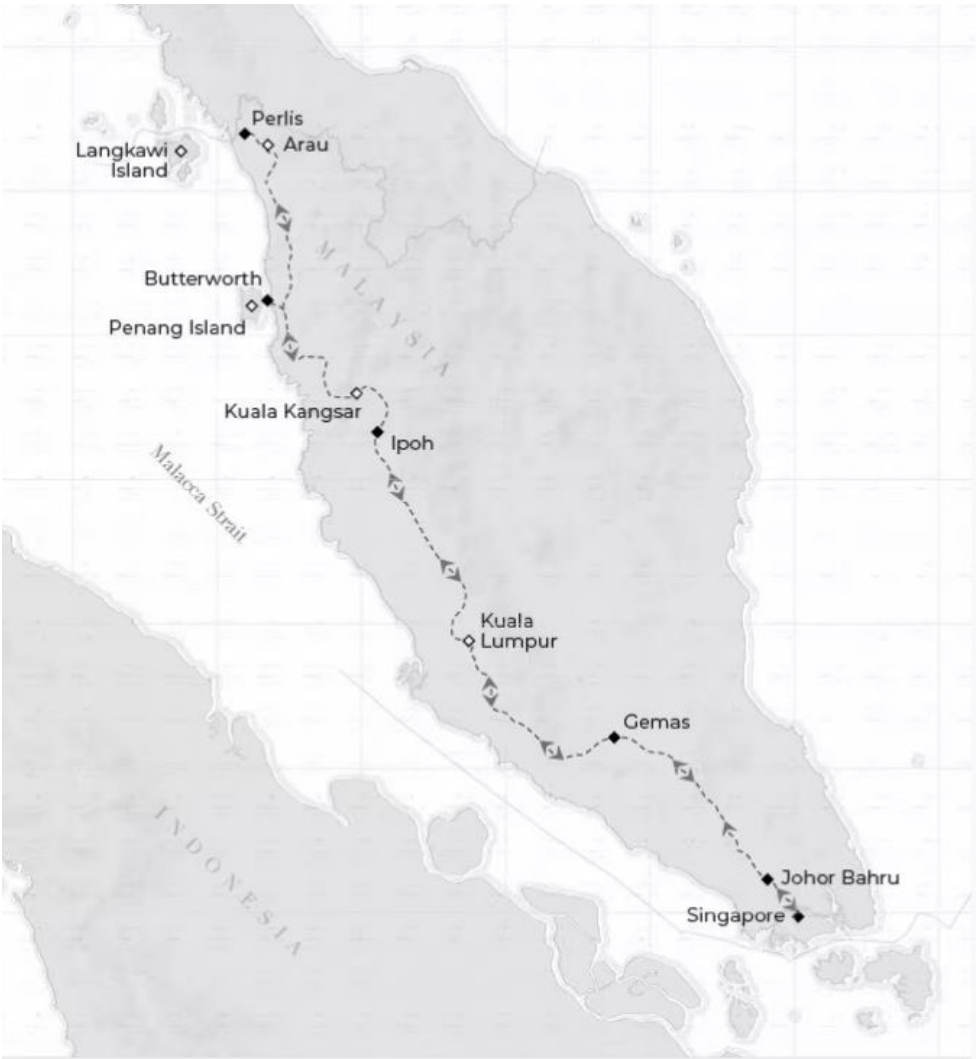 Perlis
Arau
Langkawi
Island
MALAYSIA
Butterworth
Penang Island
Kuala Kangsar
Ipoh
Malacca Strait
Kuala
Lumpur
Gemas
INDONESIA
Johor Bahru
Singapore